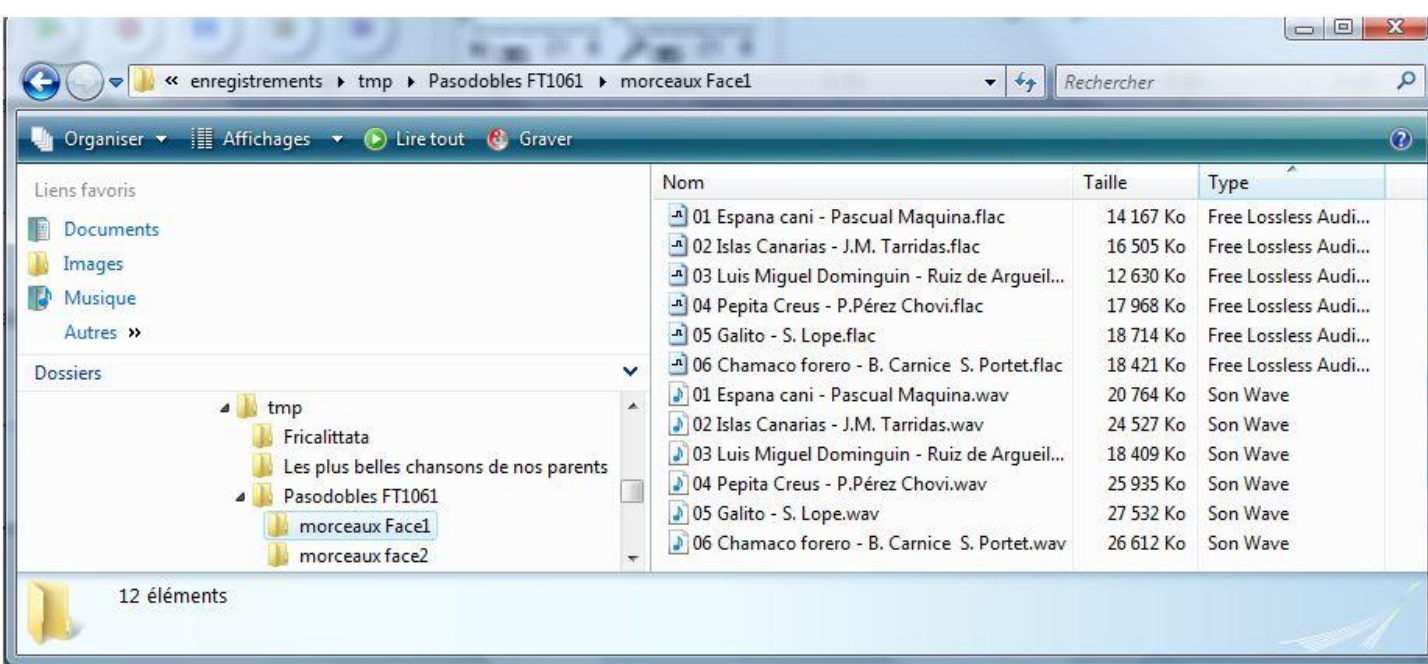 « enregistrements tmp Pasodobles FT1061 morceaux Face1 Rechercher
Organiser Affichages Lire tout Graver
Liens favoris
Documents
Images
Musique
Autres »
Dossiers
tmp
Fricalittata
Les plus belles chansons de nos parents
Pasodobles FT1061
morceaux Face1
morceaux face2
Nom Taille Type
01 Espana cani - Pascual Maquina.flac 14 167 Ko Free Lossless Audi...
02 Islas Canarias - J.M. Tarridas.flac 16 505 Ko Free Lossless Audi...
03 Luis Miguel Dominguin - Ruiz de Argueil... 12 630 Ko Free Lossless Audi...
04 Pepita Creus - P.Pérez Chovi.flac 17 968 Ko Free Lossless Audi...
05 Galito - S. Lope.flac 18 714 Ko Free Lossless Audi...
06 Chamaco forero - B. Carnice S. Portet.flac 18 421 Ko Free Lossless Audi...
01 Espana cani - Pascual Maquina.wav 20 764 Ko Son Wave
02 Islas Canarias - J.M. Tarridas.wav 24 527 Ko Son Wave
03 Luis Miguel Dominguin - Ruiz de Argueil... 18 409 Ko Son Wave
04 Pepita Creus - P.Pérez Chovi.wav 25 935 Ko Son Wave
05 Galito - S. Lope.wav 27 532 Ko Son Wave
06 Chamaco forero - B. Carnice S. Portet.wav 26 612 Ko Son Wave
12 éléments